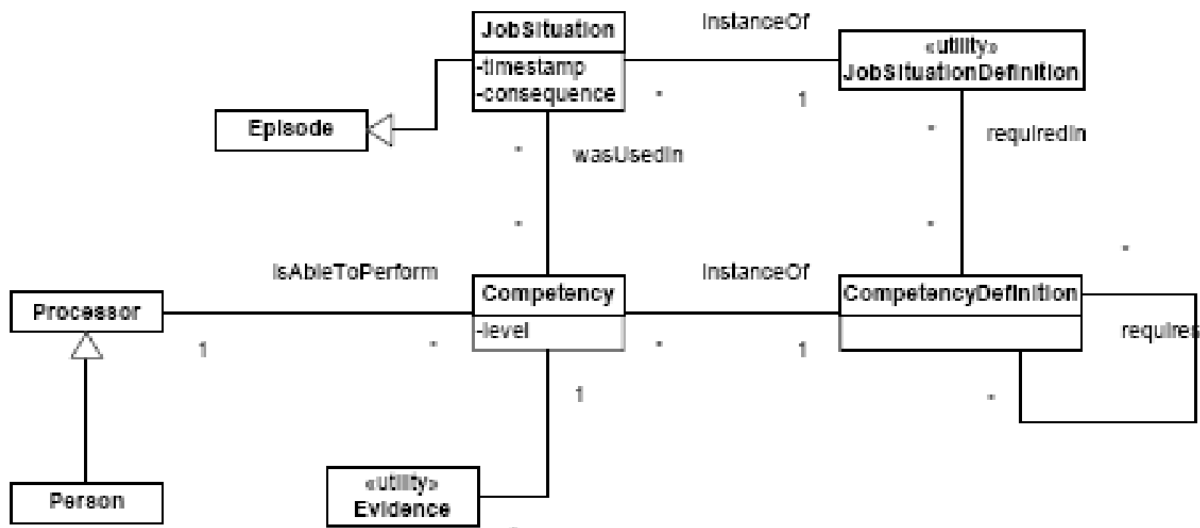 JobSituation
-timestamp
-consequence
InstanceOf
«utility»
JobSituationDefinition
*
1
Episode
*
wasUsedIn
*
requiredIn
*
*
*
IsAbleToPerform
Competency
-level
InstanceOf
CompetencyDefinition
Processor
1
*
*
1
requires
*
1
Person
«utility»
Evidence
*